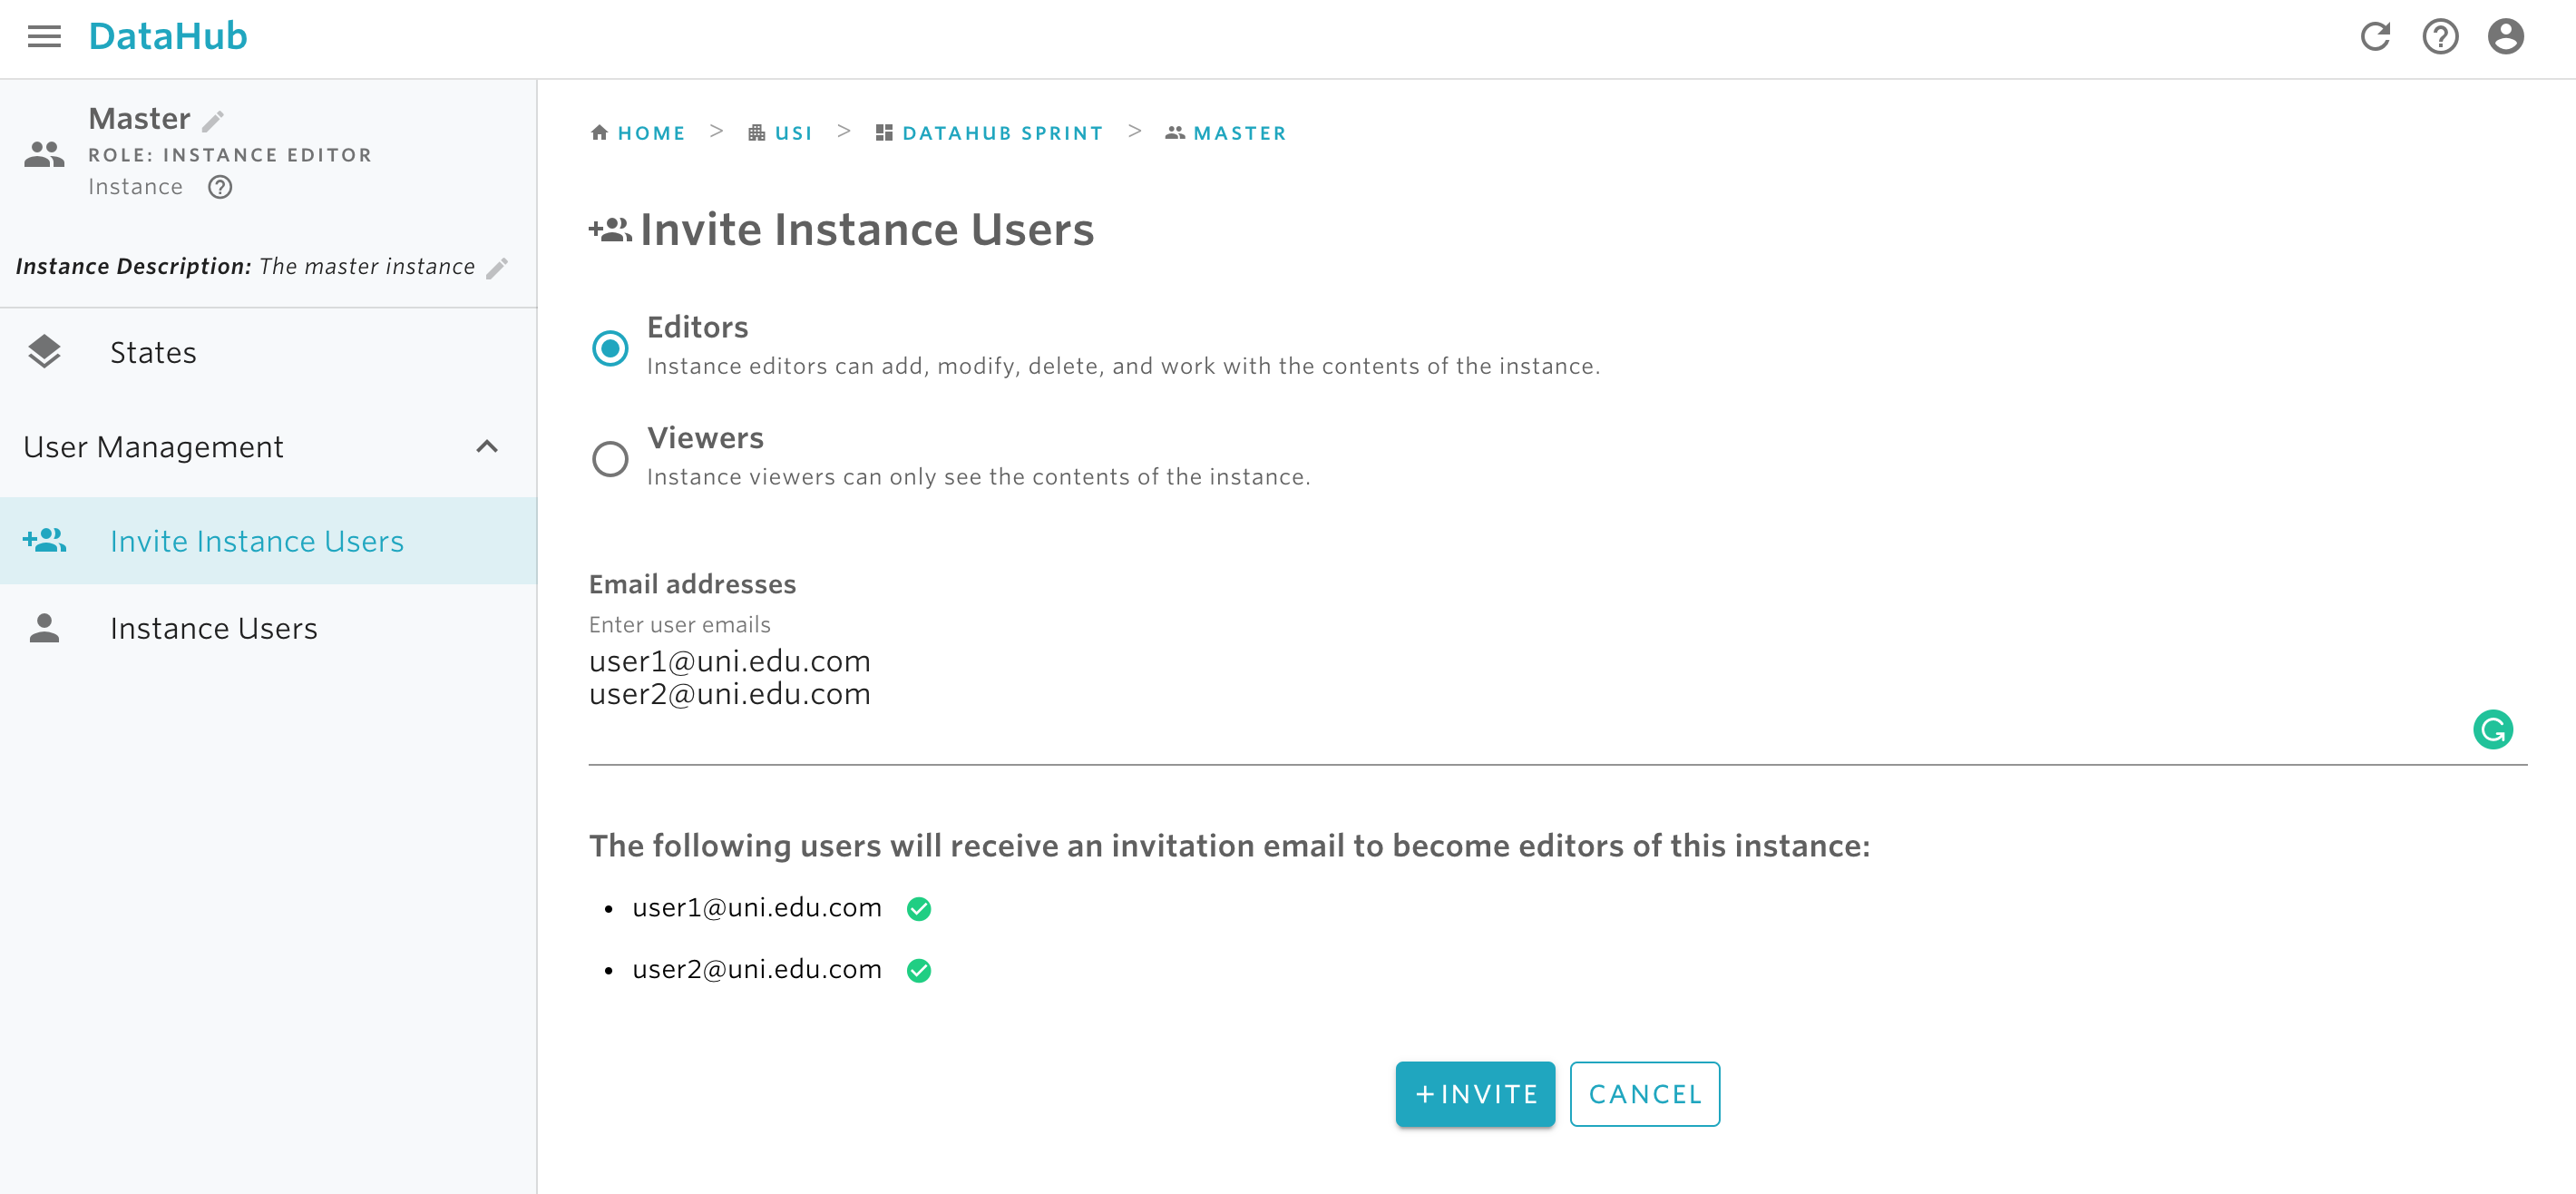 DataHub
Master
ROLE: INSTANCE EDITOR
Instance
Instance Description: The master instance
States
User Management
Invite Instance Users
Instance Users
HOME > USI > DATAHUB SPRINT > MASTER
Invite Instance Users
Editors
Instance editors can add, modify, delete, and work with the contents of the instance.
Viewers
Instance viewers can only see the contents of the instance.
Email addresses
Enter user emails
user1@uni.edu.com
user2@uni.edu.com
The following users will receive an invitation email to become editors of this instance:
• user1@uni.edu.com
• user2@uni.edu.com
+INVITE CANCEL